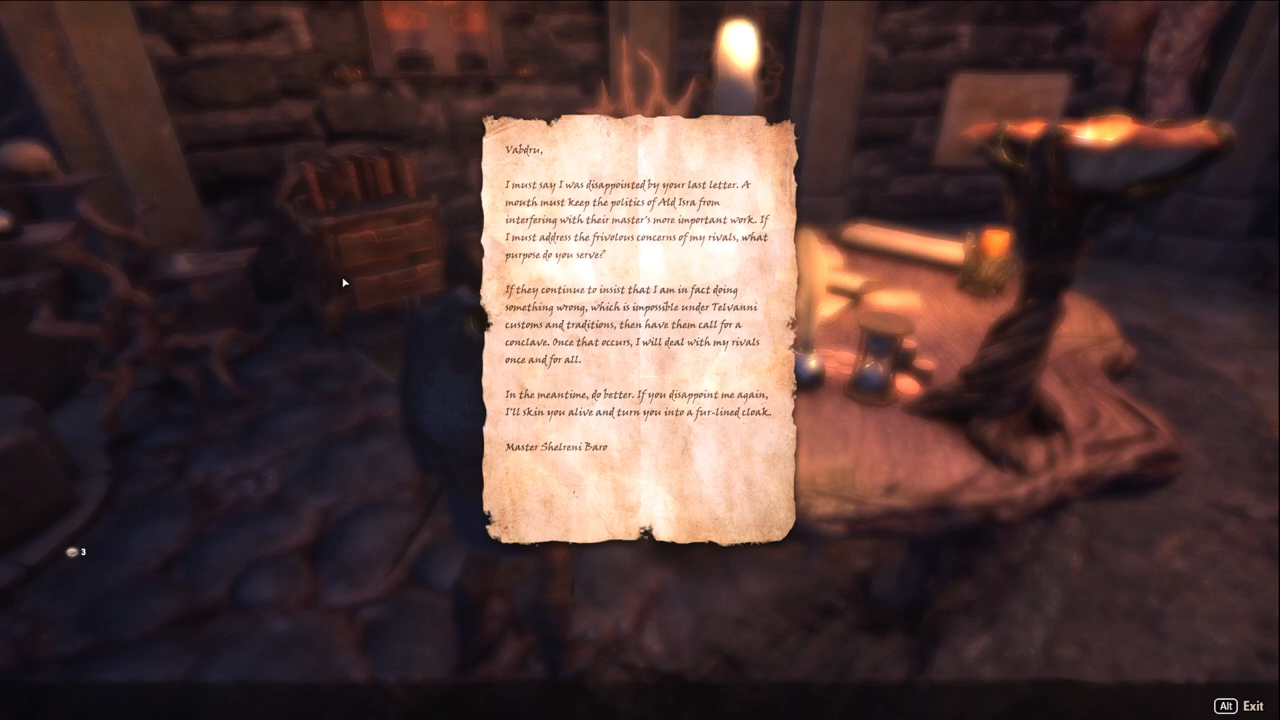 Vabdru,
I must say I was disappointed by your last letter. A
mouth must keep the politics of Ald Isra from
interfering with their master's more important work. If
I must address the frivolous concerns of my rivals, what
purpose do you serve?
If they continue to insist that I am in fact doing
something wrong, which is impossible under Telvanni
customs and traditions, then have them call for a
conclave. Once that occurs, I will deal with my rivals
once and for all.
In the meantime, do better. If you disappoint me again,
I'll skin you alive and turn you into a fur-lined cloak.
Master Shelreni Baro
3
Alt Exit